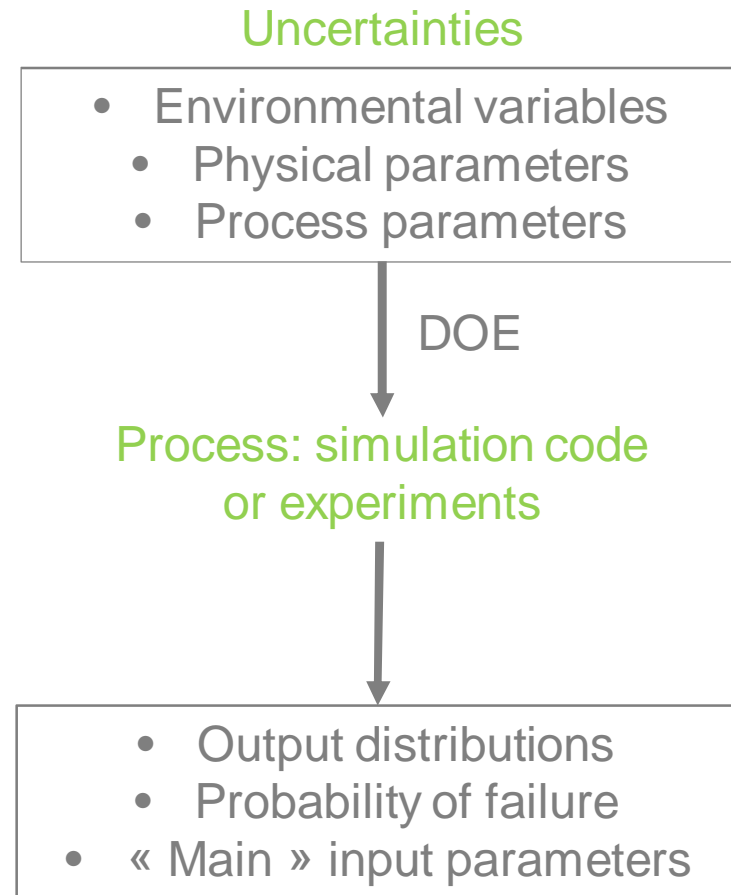 Uncertainties
• Environmental variables
• Physical parameters
• Process parameters
DOE
Process: simulation code
or experiments
• Output distributions
• Probability of failure
• « Main » input parameters